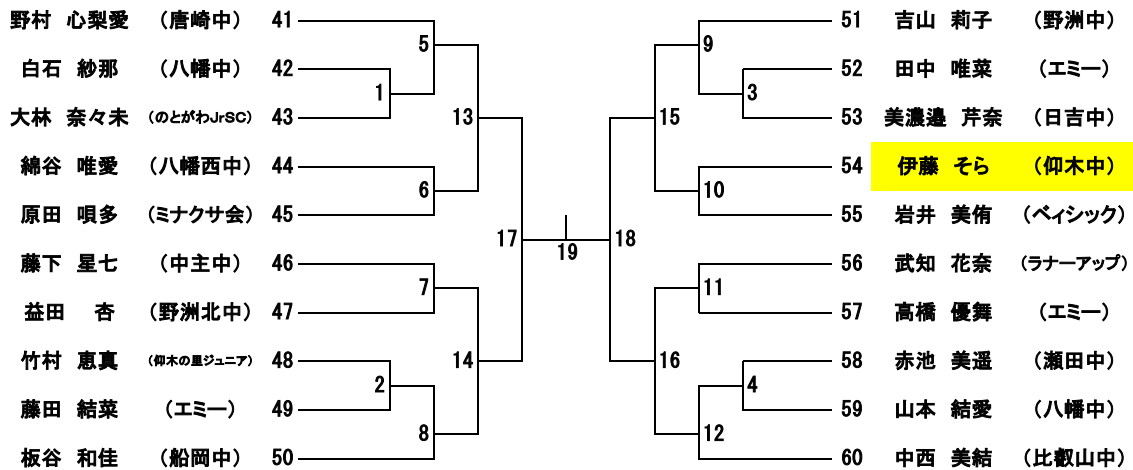 野村 心梨愛 (唐崎中) 41
白石 紗那 (八幡中) 42
大林 奈々未 (のとがわJrSC) 43
綿谷 唯愛 (八幡西中) 44
原田 唄多 (ミナクサ会) 45
藤下 星七 (中主中) 46
益田 杏 (野洲北中) 47
竹村 恵真 (仰木の里ジュニア) 48
藤田 結菜 (エミー) 49
板谷 和佳 (船岡中) 50
5
1
13
6
17
7
14
2
8
19
9
3
15
10
18
11
16
4
12
51 吉山 莉子 (野洲中)
52 田中 唯菜 (エミー)
53 美濃邉 芹奈 (日吉中)
54 伊藤 そら (仰木中)
55 岩井 美侑 (ベィシック)
56 武知 花奈 (ラナーアップ)
57 高橋 優舞 (エミー)
58 赤池 美遥 (瀬田中)
59 山本 結愛 (八幡中)
60 中西 美結 (比叡山中)